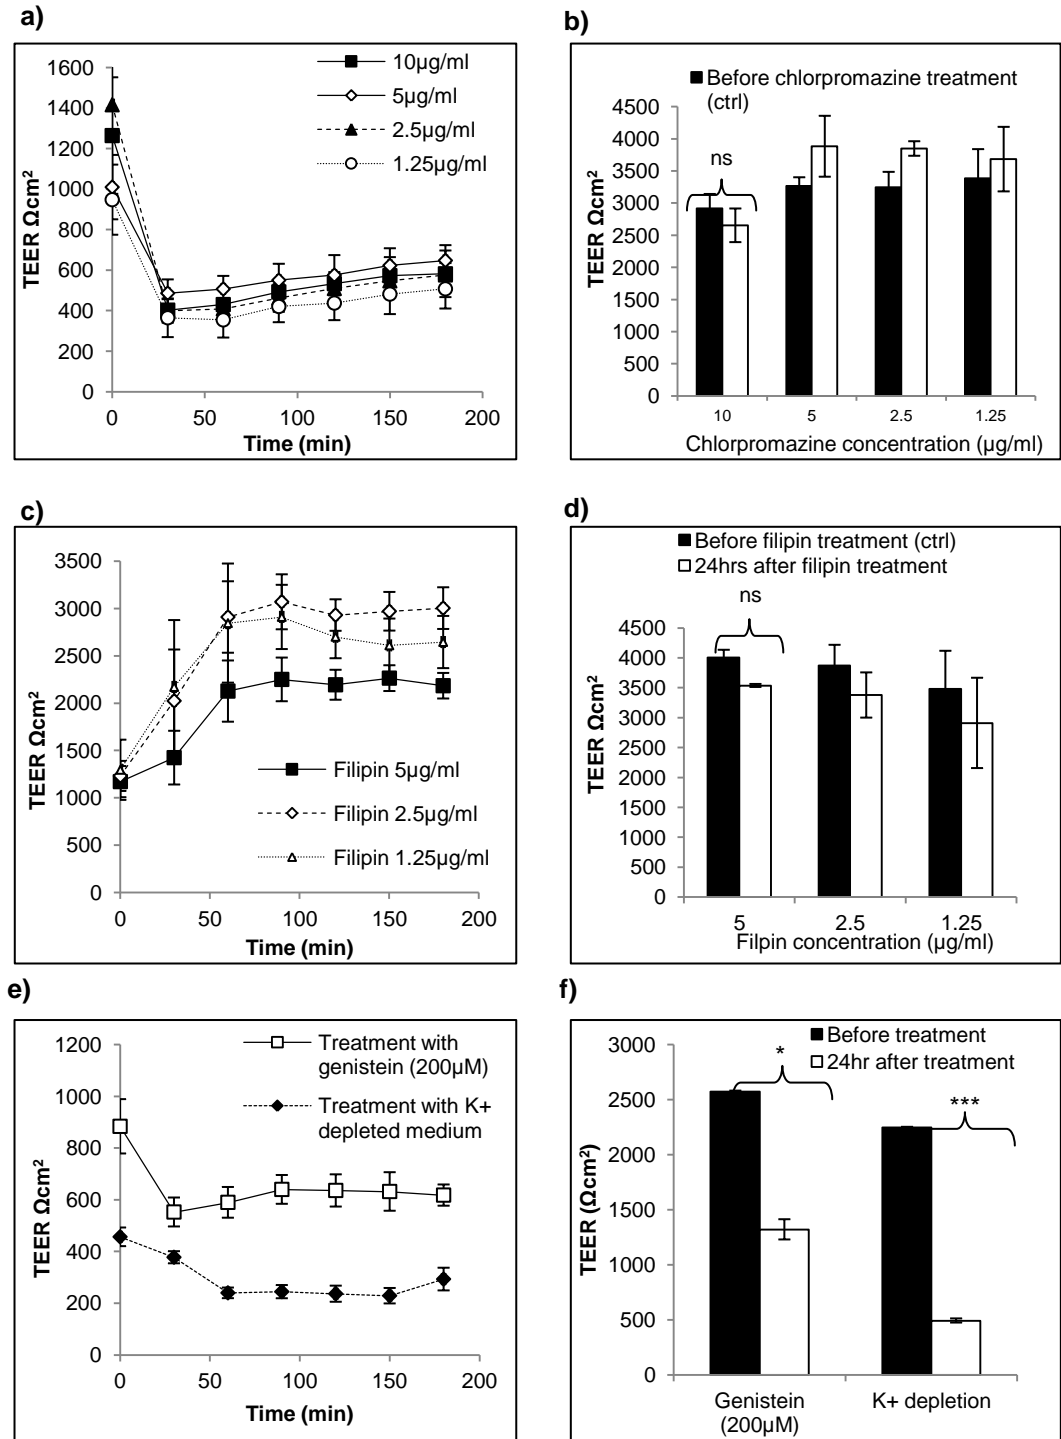 a)
1600
1400
1200
1000
800
600
400
200
0
0 50 100 150 200
TEER Ωcm²
Time (min)
10µg/ml
5µg/ml
2.5µg/ml
1.25µg/ml
b)
Before chlorpromazine treatment
(ctrl)
4500
4000
3500
3000
2500
2000
1500
1000
500
0
TEER Ωcm²
ns
10 5 2.5 1.25
Chlorpromazine concentration (µg/ml)
c)
3500
3000
2500
2000
1500
1000
500
0
0 50 100 150 200
TEER Ωcm²
Time (min)
Filipin 5µg/ml
Filipin 2.5µg/ml
Filipin 1.25µg/ml
d)
Before filipin treatment (ctrl)
24hrs after filipin treatment
ns
4500
4000
3500
3000
2500
2000
1500
1000
500
0
TEER Ωcm²
5 2.5 1.25
Filpin concentration (µg/ml)
e)
1200
1000
800
600
400
200
0
0 50 100 150 200
TEER Ωcm²
Time (min)
Treatment with
genistein (200µM)
Treatment with K+
depleted medium
f)
Before treatment
24hr after treatment
3000
2500
2000
1500
1000
500
0
TEER (Ωcm²)
*
***
Genistein
(200µM)
K+ depletion